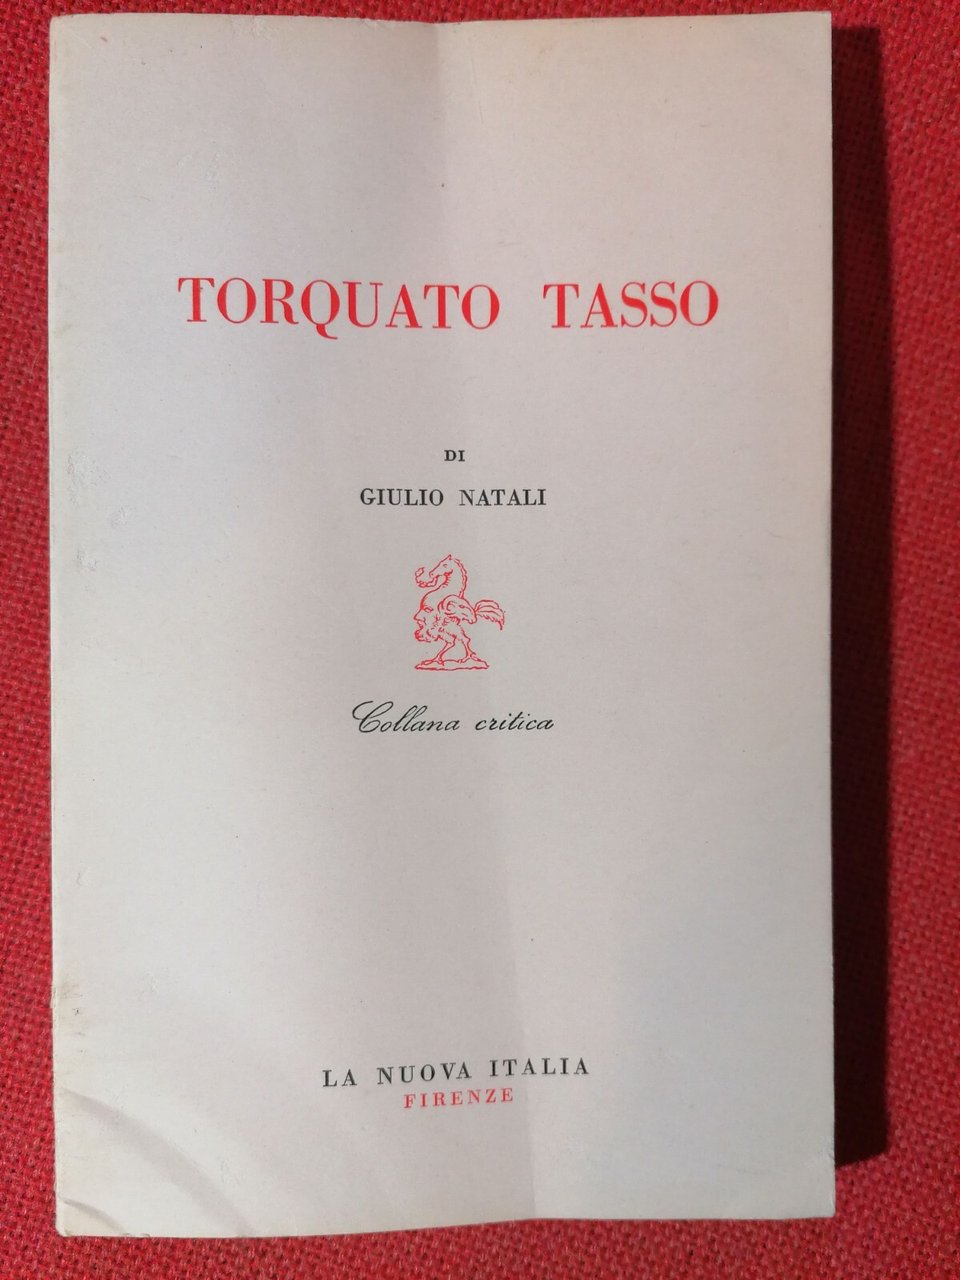 TORQUATO TASSO
DI
GIULIO NATALI
Collana critica
LA NUOVA ITALIA
FIRENZE